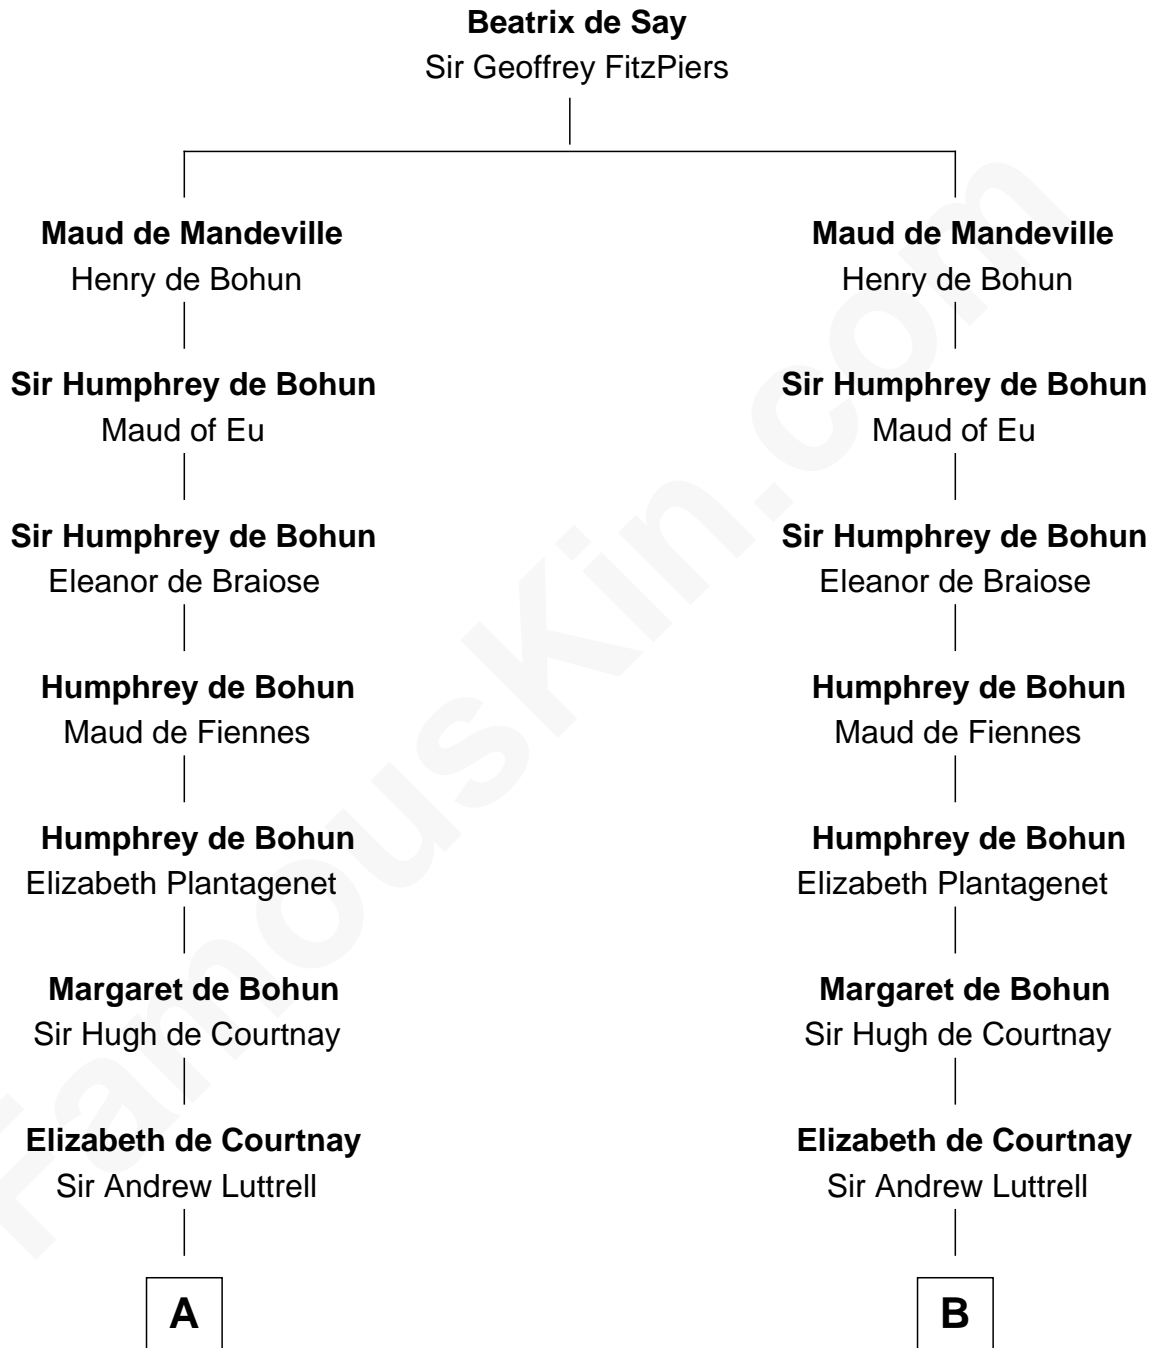 Beatrix de Say
Sir Geoffrey FitzPiers
Maud de Mandeville
Henry de Bohun
Sir Humphrey de Bohun
Maud of Eu
Sir Humphrey de Bohun
Eleanor de Braiose
Humphrey de Bohun
Maud de Fiennes
Humphrey de Bohun
Elizabeth Plantagenet
Margaret de Bohun
Sir Hugh de Courtnay
Elizabeth de Courtnay
Sir Andrew Luttrell
A
Maud de Mandeville
Henry de Bohun
Sir Humphrey de Bohun
Maud of Eu
Sir Humphrey de Bohun
Eleanor de Braiose
Humphrey de Bohun
Maud de Fiennes
Humphrey de Bohun
Elizabeth Plantagenet
Margaret de Bohun
Sir Hugh de Courtnay
Elizabeth de Courtnay
Sir Andrew Luttrell
B
FamousKin.com